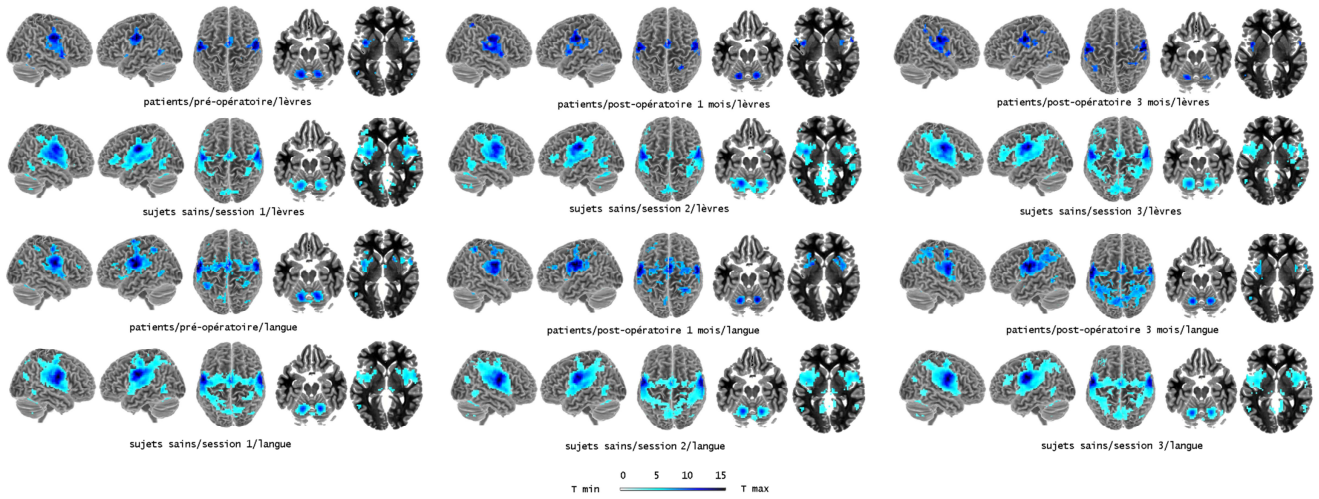 patients/pré-opératoire/lèvres
patients/post-opératoire 1 mois/lèvres
patients/post-opératoire 3 mois/lèvres
sujets sains/session 1/lèvres
sujets sains/session 2/lèvres
sujets sains/session 3/lèvres
patients/pré-opératoire/langue
patients/post-opératoire 1 mois/langue
patients/post-opératoire 3 mois/langue
sujets sains/session 1/langue
sujets sains/session 2/langue
sujets sains/session 3/langue
0 5 10 15
T min T max